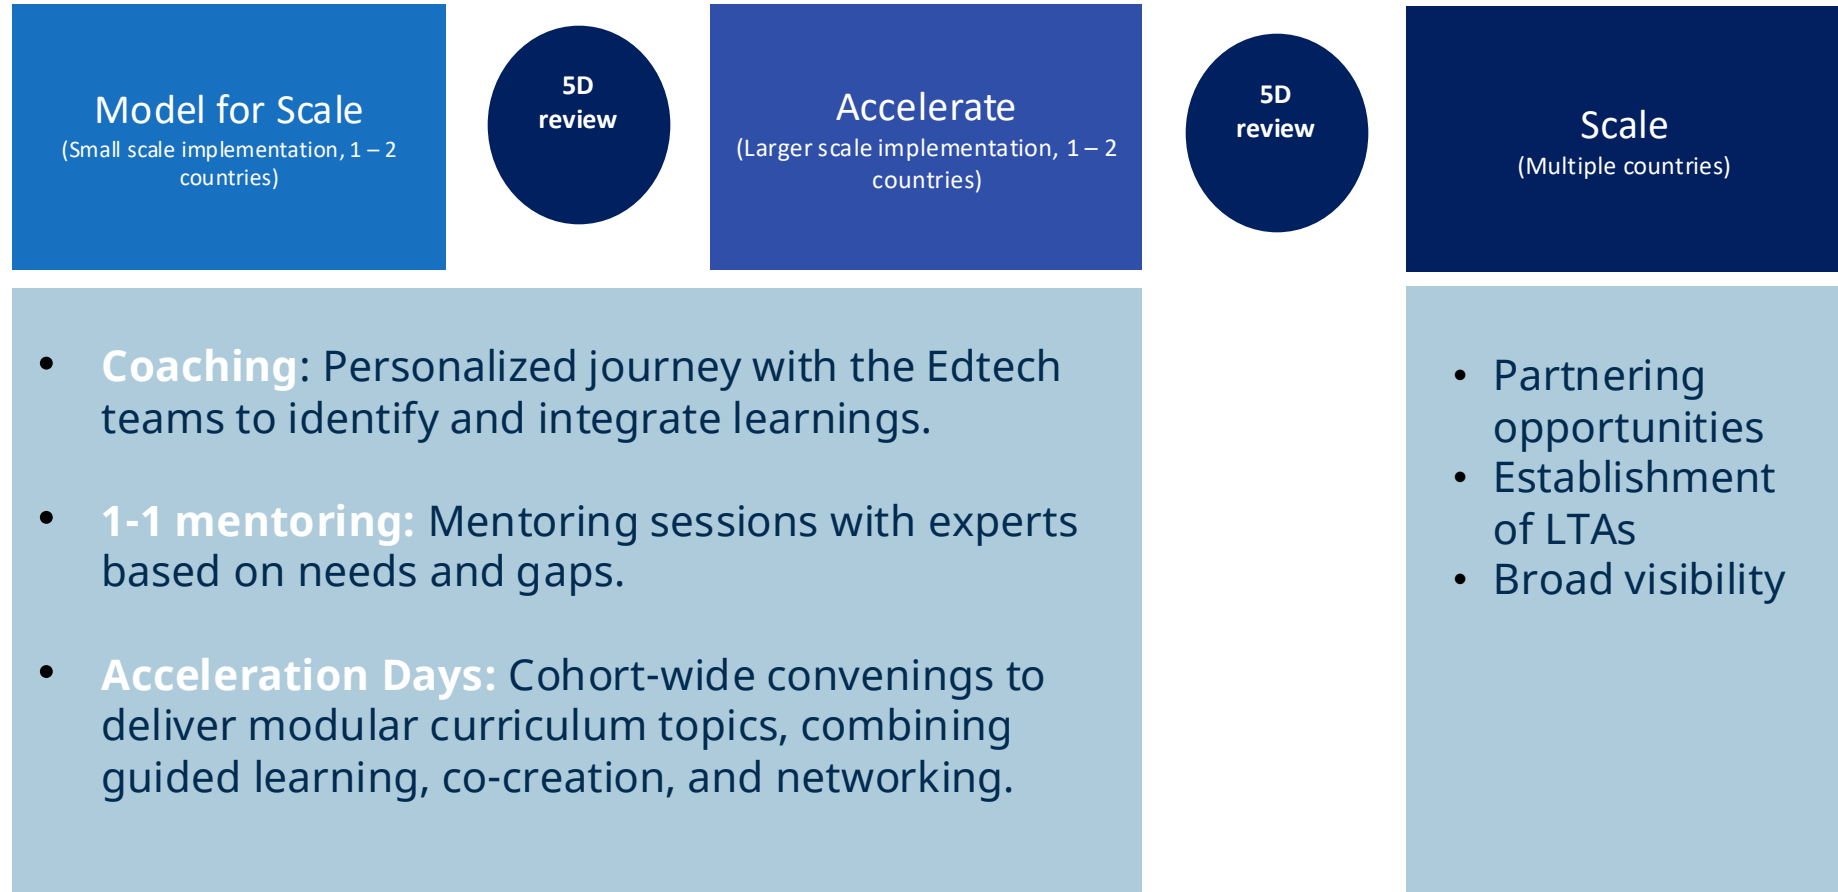 Model for Scale
(Small scale implementation, 1 – 2
countries)
5D
review
Accelerate
(Larger scale implementation, 1 – 2
countries)
5D
review
Scale
(Multiple countries)
• Coaching: Personalized journey with the Edtech
teams to identify and integrate learnings.
• 1-1 mentoring: Mentoring sessions with experts
based on needs and gaps.
• Acceleration Days: Cohort-wide convenings to
deliver modular curriculum topics, combining
guided learning, co-creation, and networking.
• Partnering
opportunities
• Establishment
of LTAs
• Broad visibility